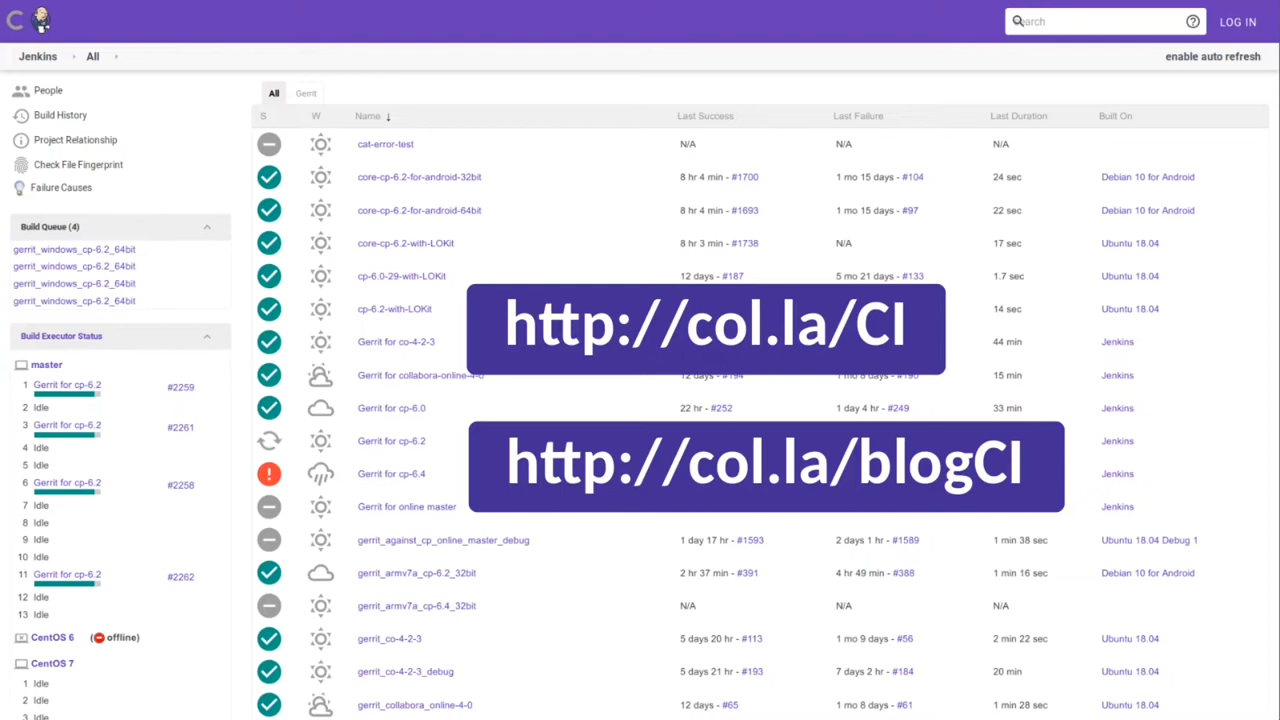 Search
LOG IN
Jenkins
All
enable auto refresh
People
Build History
Project Relationship
Check File Fingerprint
Failure Causes
Build Queue (4)
gerrit_windows_cp-6.2_64bit
gerrit_windows_cp-6.2_64bit
gerrit_windows_cp-6.2_64bit
gerrit_windows_cp-6.2_64bit
Build Executor Status
master
1 Gerrit for cp-6.2 #2259
2 Idle
3 Gerrit for cp-6.2 #2261
4 Idle
5 Idle
6 Gerrit for cp-6.2 #2258
7 Idle
8 Idle
9 Idle
10 Idle
11 Gerrit for cp-6.2 #2262
12 Idle
13 Idle
CentOS 6 (offline)
CentOS 7
1 Idle
2 Idle
3 Idle
All Gerrit
S W Name ↓ Last Success Last Failure Last Duration Built On
cat-error-test N/A N/A N/A
core-cp-6.2-for-android-32bit 8 hr 4 min - #1700 1 mo 15 days - #104 24 sec Debian 10 for Android
core-cp-6.2-for-android-64bit 8 hr 4 min - #1693 1 mo 15 days - #97 22 sec Debian 10 for Android
core-cp-6.2-with-LOKit 8 hr 3 min - #1738 N/A 17 sec Ubuntu 18.04
cp-6.0-29-with-LOKit 12 days - #187 5 mo 21 days - #133 1.7 sec Ubuntu 18.04
cp-6.2-with-LOKit 14 sec Ubuntu 18.04
http://col.la/CI
Gerrit for co-4-2-3 44 min Jenkins
Gerrit for collabora-online-4-0 12 days - #194 1 mo 8 days - #190 15 min Jenkins
Gerrit for cp-6.0 22 hr - #252 1 day 4 hr - #249 33 min Jenkins
Gerrit for cp-6.2 Jenkins
http://col.la/blogCI
Gerrit for cp-6.4 Jenkins
Gerrit for online master Jenkins
gerrit_against_cp_online_master_debug 1 day 17 hr - #1593 2 days 1 hr - #1589 1 min 38 sec Ubuntu 18.04 Debug 1
gerrit_armv7a_cp-6.2_32bit 2 hr 37 min - #391 4 hr 49 min - #388 1 min 16 sec Debian 10 for Android
gerrit_armv7a_cp-6.4_32bit N/A N/A N/A
gerrit_co-4-2-3 5 days 20 hr - #113 1 mo 9 days - #56 2 min 22 sec Ubuntu 18.04
gerrit_co-4-2-3_debug 5 days 21 hr - #193 7 days 2 hr - #184 20 min Ubuntu 18.04
gerrit_collabora_online-4-0 12 days - #65 1 mo 8 days - #61 1 min 28 sec Ubuntu 18.04